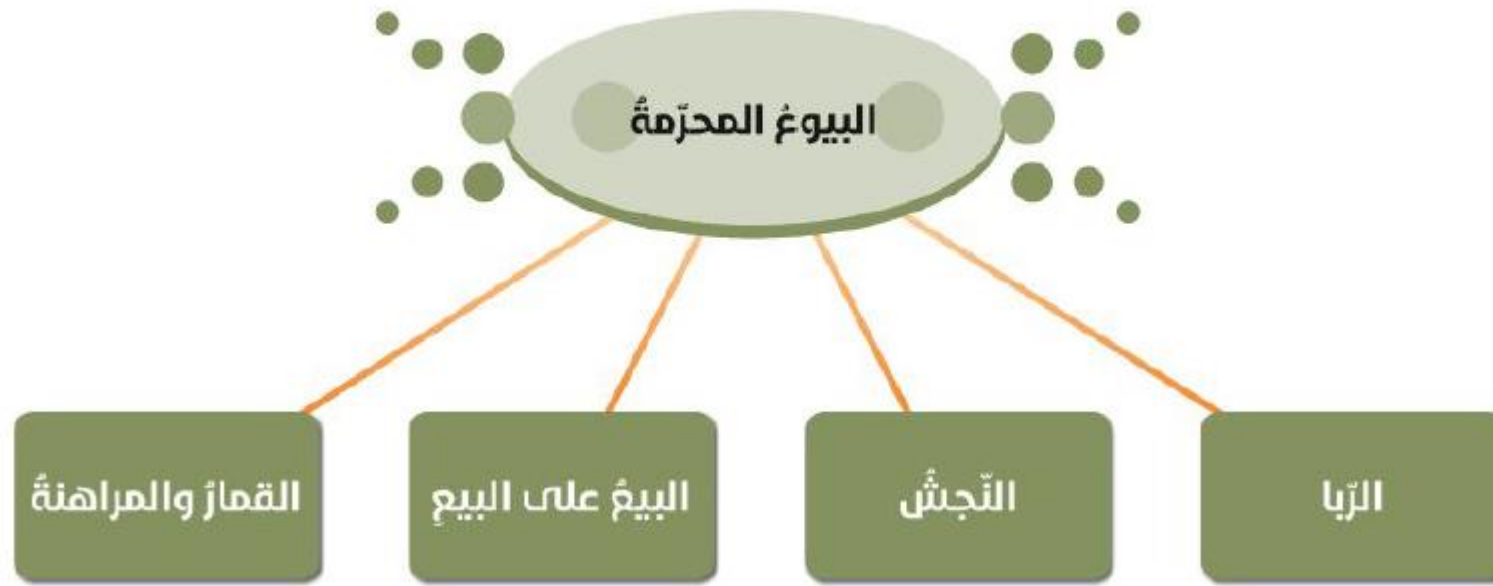 البيوعُ المحرّمةُ
الرّبا
النّجشُ
البيعُ على البيعِ
القمارُ والمراهنةُ